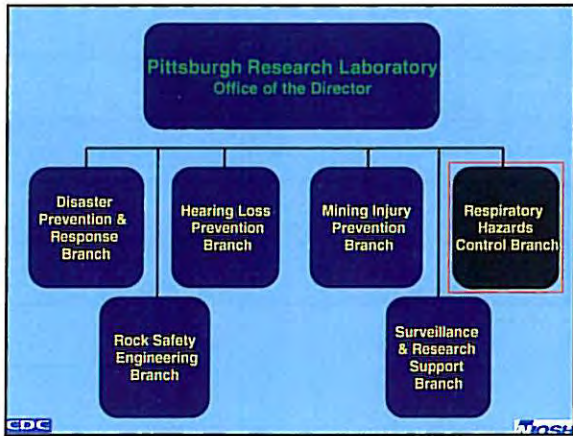 Pittsburgh Research Laboratory
Office of the Director
Disaster
Prevention &
Response
Branch
Hearing Loss
Prevention
Branch
Mining Injury
Prevention
Branch
Respiratory
Hazards
Control Branch
Rock Safety
Engineering
Branch
Surveillance
& Research
Support
Branch
CDC
NIOSH